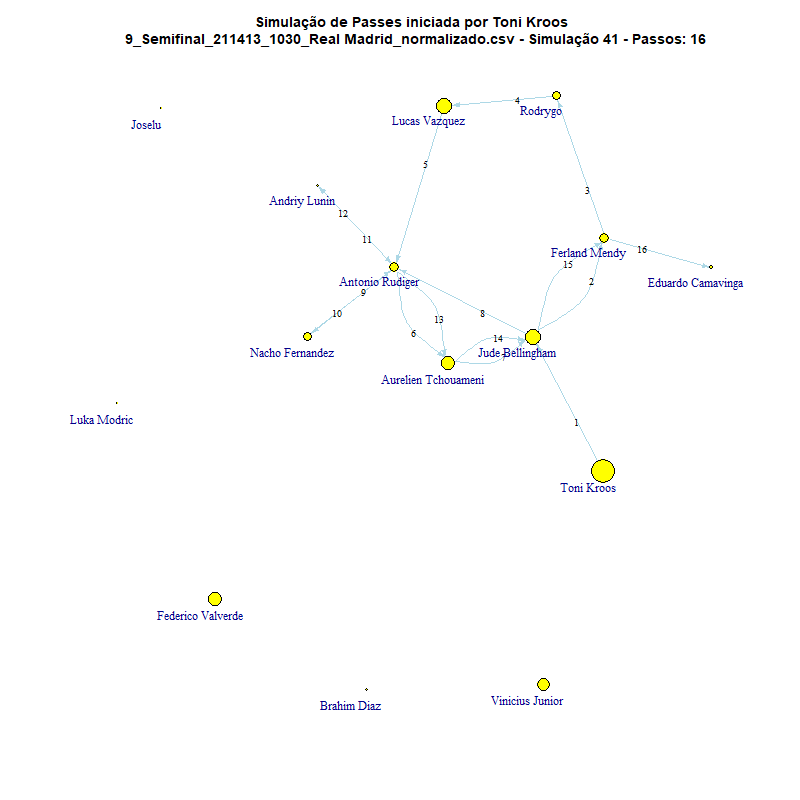 Simulação de Passes iniciada por Toni Kroos
9_Semifinal_211413_1030_Real Madrid_normalizado.csv - Simulação 41 - Passos: 16
4
Rodrygo
Lucas Vazquez
Joselu
5
3
Andriy Lunin
12
11
16
Ferland Mendy
15
Antonio Rudiger
2
Eduardo Camavinga
9
10
8
13
6
14
Nacho Fernandez
Jude Bellingham
Aurelien Tchouameni
Luka Modric
1
Toni Kroos
Federico Valverde
Vinicius Junior
Brahim Diaz